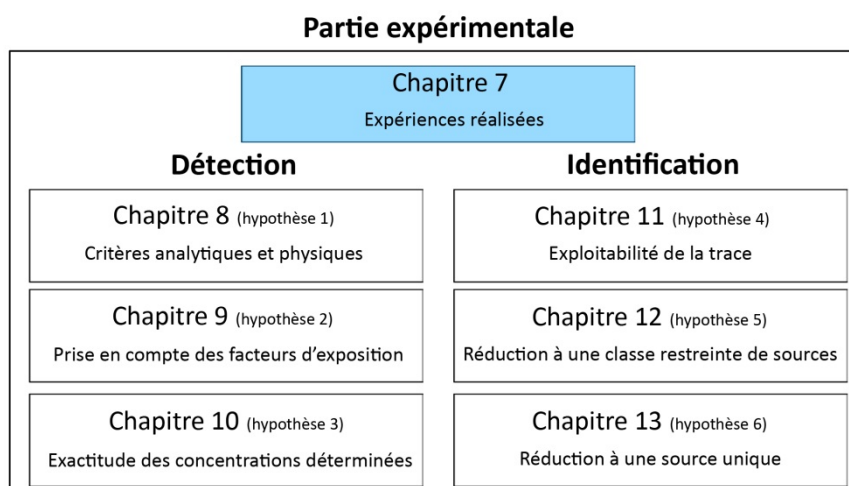 Partie expérimentale
Chapitre 7
Expériences réalisées
Détection
Chapitre 8 (hypothèse 1)
Critères analytiques et physiques
Chapitre 9 (hypothèse 2)
Prise en compte des facteurs d’exposition
Chapitre 10 (hypothèse 3)
Exactitude des concentrations déterminées
Identification
Chapitre 11 (hypothèse 4)
Exploitabilité de la trace
Chapitre 12 (hypothèse 5)
Réduction à une classe restreinte de sources
Chapitre 13 (hypothèse 6)
Réduction à une source unique